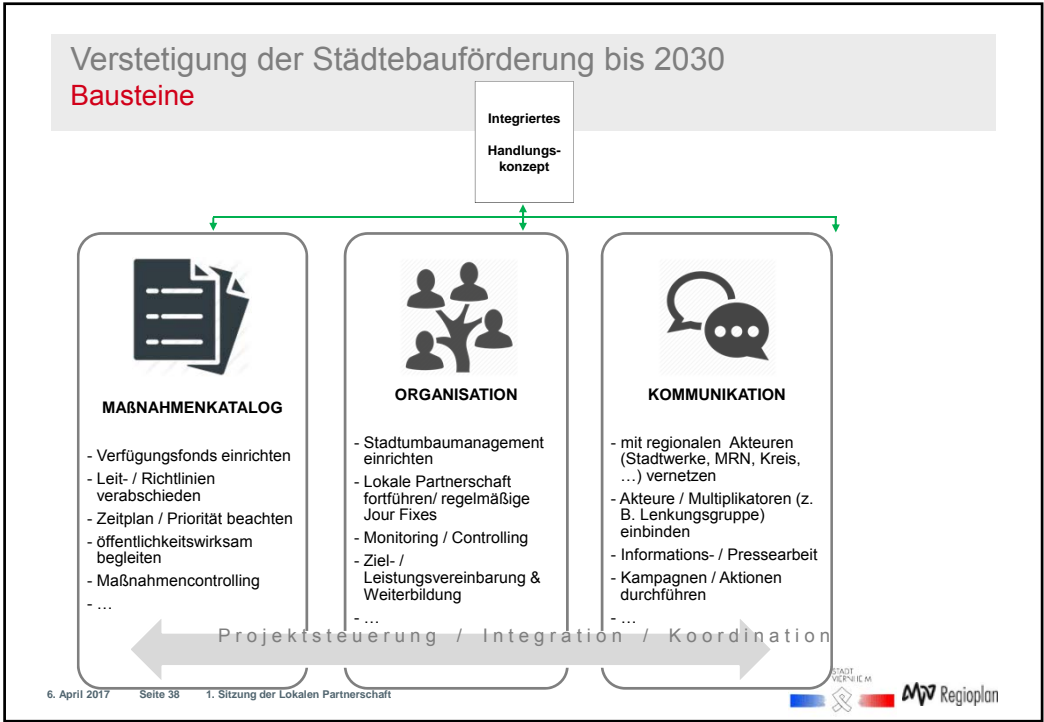 Verstetigung der Städtebauförderung bis 2030
Bausteine
Integriertes
Handlungs-
konzept
MAßNAHMENKATALOG
- Verfügungsfonds einrichten
- Leit- / Richtlinien
verabschieden
- Zeitplan / Priorität beachten
- öffentlichkeitswirksam
begleiten
- Maßnahmencontrolling
- …
ORGANISATION
- Stadtumbaumanagement
einrichten
- Lokale Partnerschaft
fortführen/ regelmäßige
Jour Fixes
- Monitoring / Controlling
- Ziel- /
Leistungsvereinbarung &
Weiterbildung
- …
KOMMUNIKATION
- mit regionalen Akteuren
(Stadtwerke, MRN, Kreis,
…) vernetzen
- Akteure / Multiplikatoren (z.
B. Lenkungsgruppe)
einbinden
- Informations- / Pressearbeit
- Kampagnen / Aktionen
durchführen
- …
Projektsteuerung / Integration / Koordination
6. April 2017 Seite 38 1. Sitzung der Lokalen Partnerschaft
STADT
VIERNHEIM
Regioplan